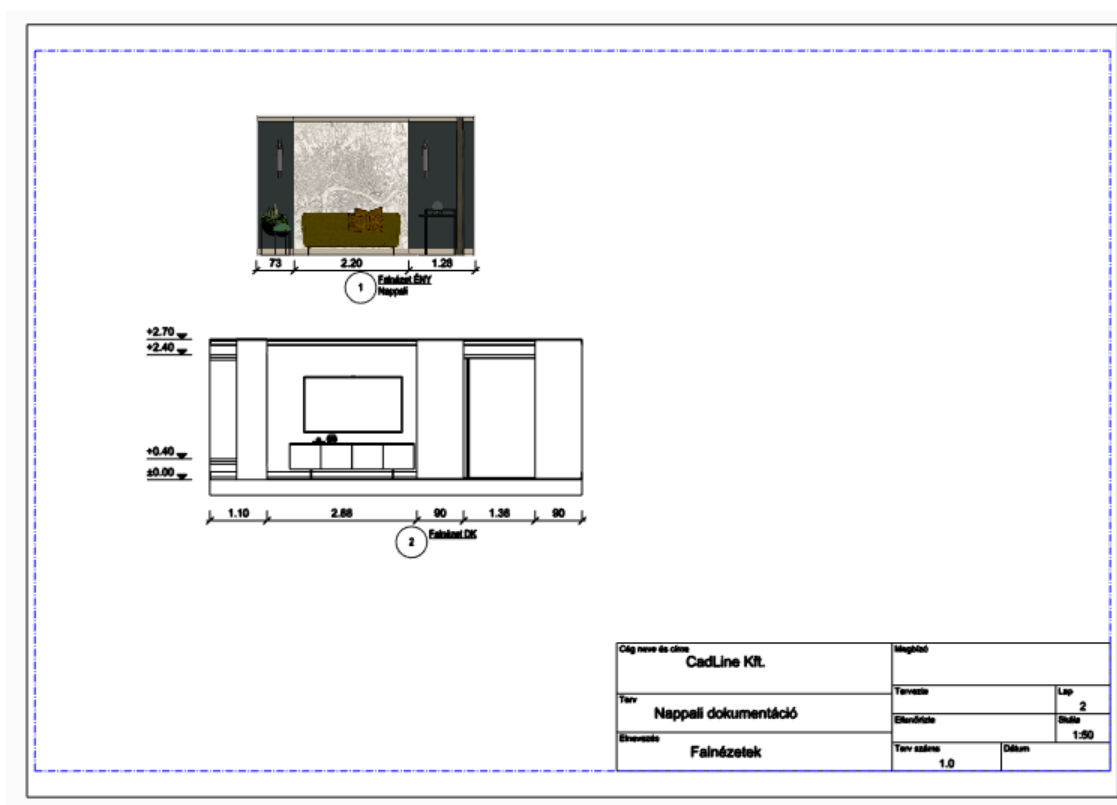 73 2.20 1.28
1 Falnézet ÉNY
Nappali
+2.70
+2.40
+0.40
±0.00
1.10 2.88 90 1.38 90
2 Falnézet DK
Cég neve és címe
CadLine Kft.
Megbízó
Terv
Nappali dokumentáció
Tervezte
Lap
2
Ellenőrizte
Skála
1:50
Elnevezés
Falnézetek
Terv száma
1.0
Dátum